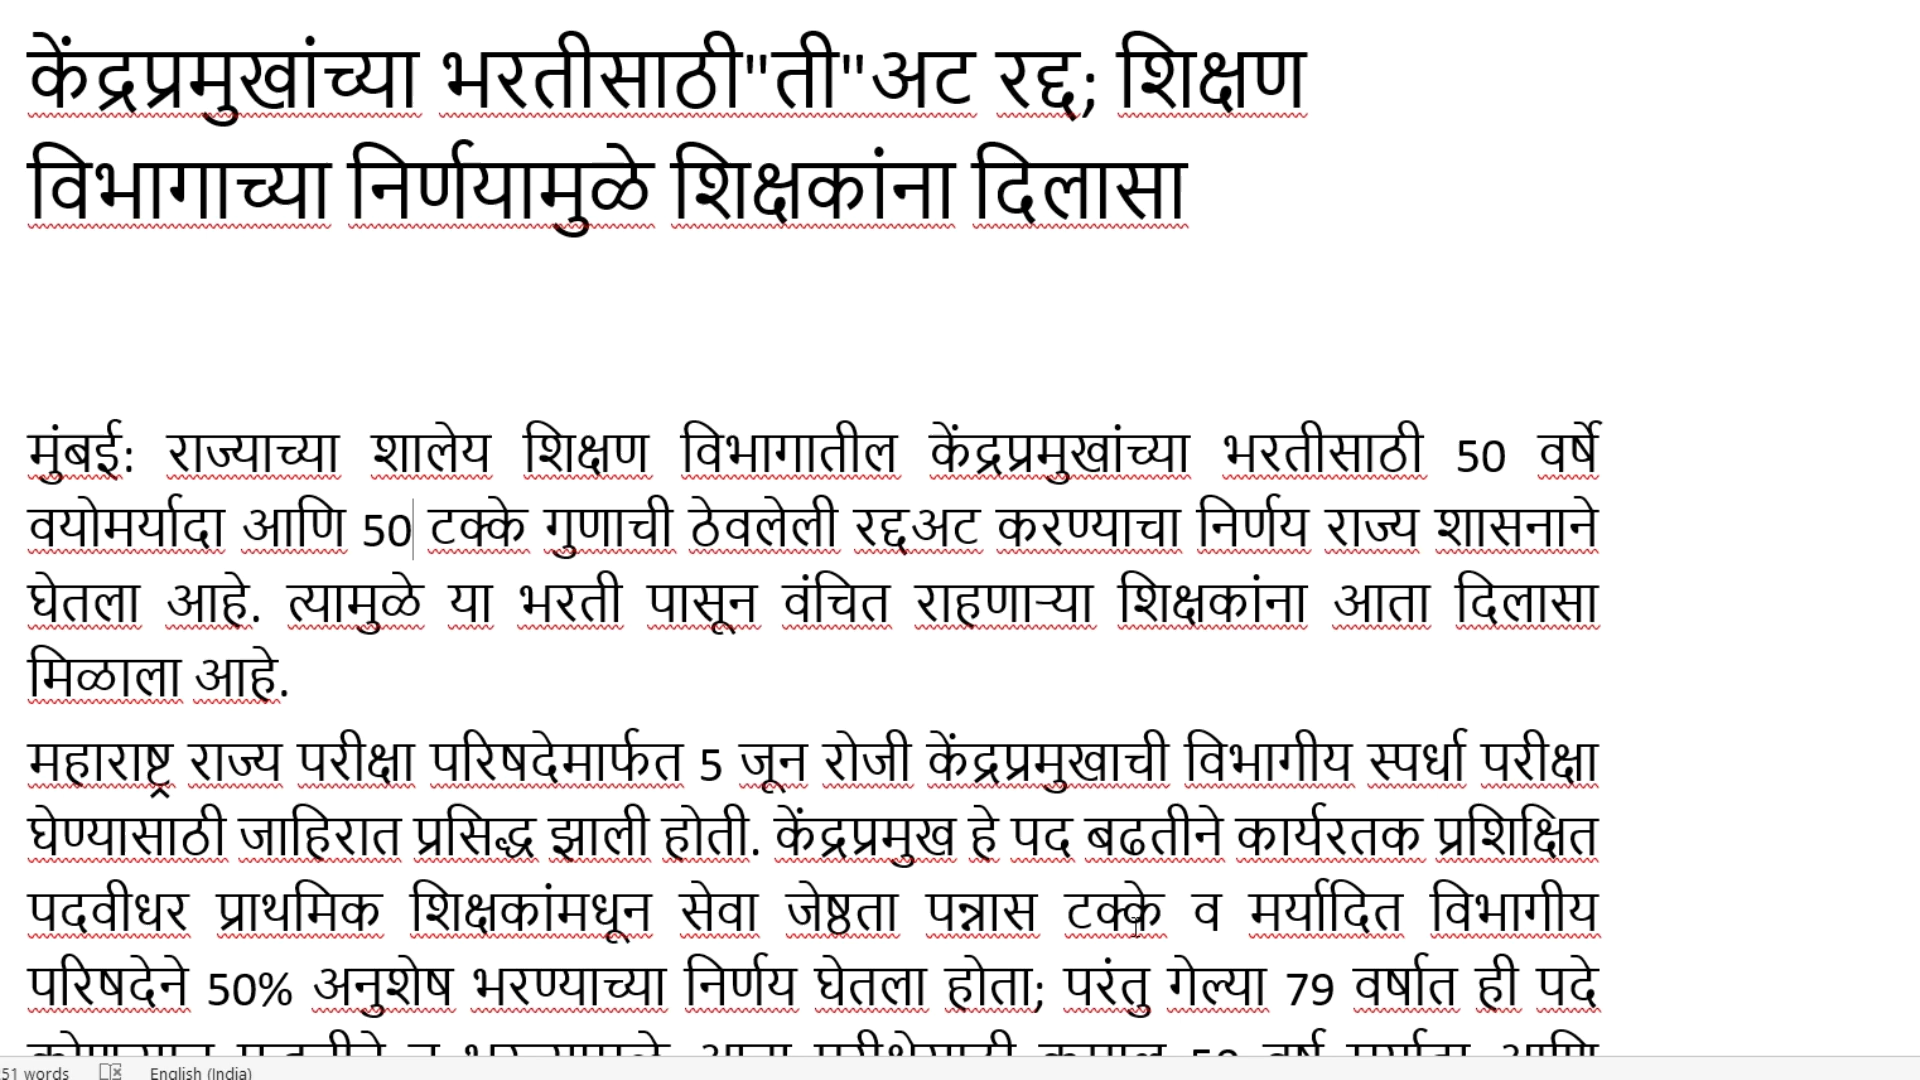 केंद्रप्रमुखांच्या भरतीसाठी"ती"अट रद्द; शिक्षण
विभागाच्या निर्णयामुळे शिक्षकांना दिलासा
मुंबई: राज्याच्या शालेय शिक्षण विभागातील केंद्रप्रमुखांच्या भरतीसाठी 50 वर्षे
वयोमर्यादा आणि 50 टक्के गुणाची ठेवलेली रद्दअट करण्याचा निर्णय राज्य शासनाने
घेतला आहे. त्यामुळे या भरती पासून वंचित राहणाऱ्या शिक्षकांना आता दिलासा
मिळाला आहे.
महाराष्ट्र राज्य परीक्षा परिषदेमार्फत 5 जून रोजी केंद्रप्रमुखाची विभागीय स्पर्धा परीक्षा
घेण्यासाठी जाहिरात प्रसिद्ध झाली होती. केंद्रप्रमुख हे पद बढतीने कार्यरतक प्रशिक्षित
पदवीधर प्राथमिक शिक्षकांमधून सेवा जेष्ठता पन्नास टक्के व मर्यादित विभागीय
परिषदेने 50% अनुशेष भरण्याच्या निर्णय घेतला होता; परंतु गेल्या 79 वर्षात ही पदे
51 words English (India)